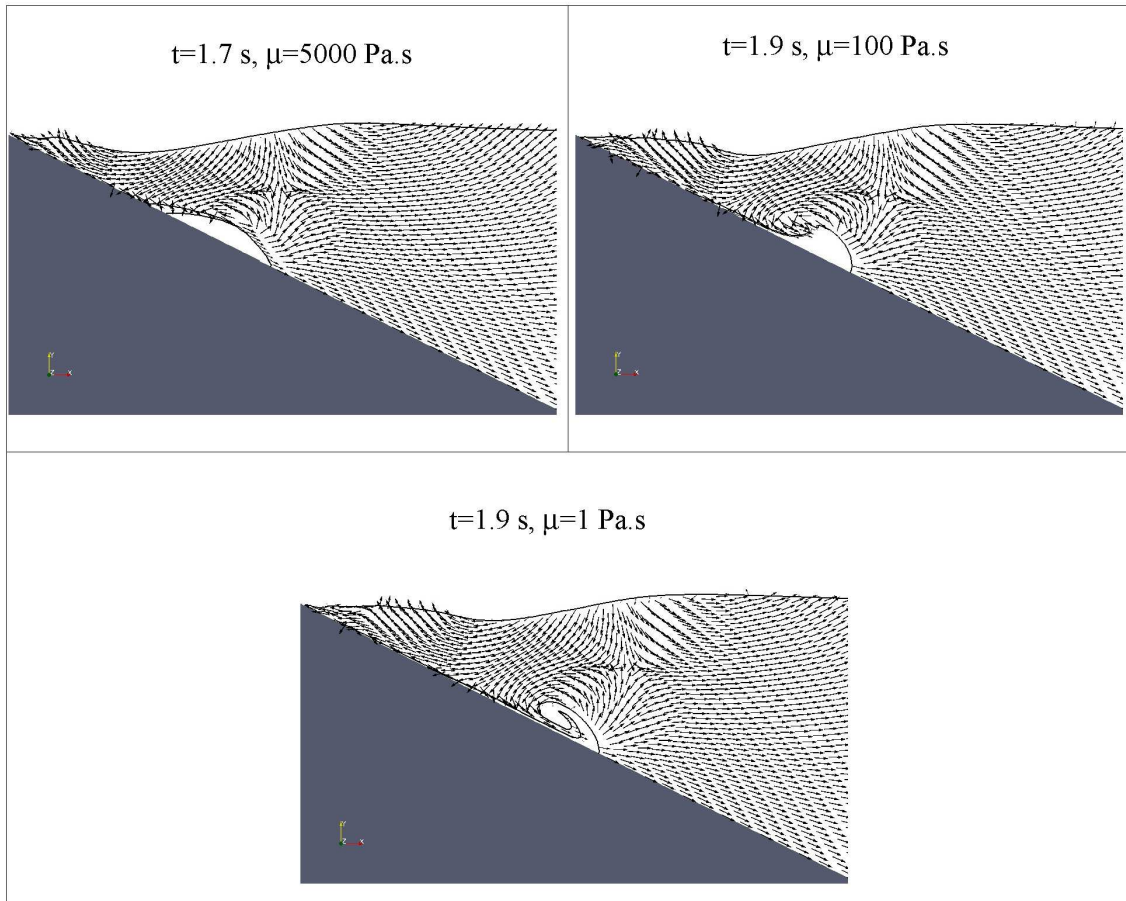 t=1.7 s, μ=5000 Pa.s
t=1.9 s, μ=100 Pa.s
Y
Z X
Y
Z X
t=1.9 s, μ=1 Pa.s
Y
Z X